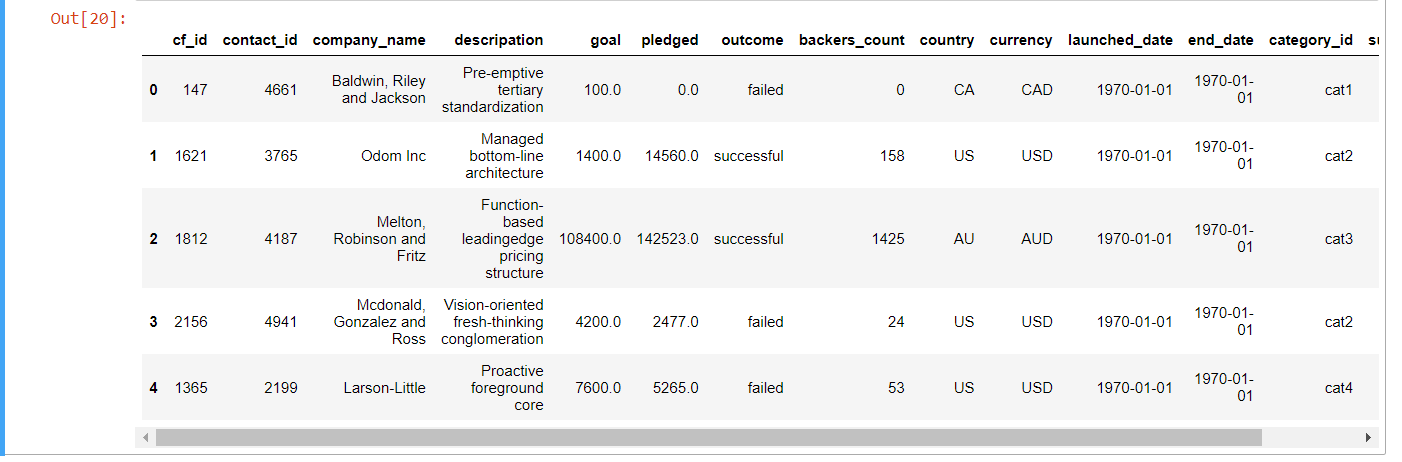 Out[20]:
cf_id contact_id company_name descripation goal pledged outcome backers_count country currency launched_date end_date category_id
0 147 4661 Baldwin, Riley and Jackson Pre-emptive tertiary standardization 100.0 0.0 failed 0 CA CAD 1970-01-01 1970-01-01 cat1
1 1621 3765 Odom Inc Managed bottom-line architecture 1400.0 14560.0 successful 158 US USD 1970-01-01 1970-01-01 cat2
2 1812 4187 Melton, Robinson and Fritz Function-based leadingedge pricing structure 108400.0 142523.0 successful 1425 AU AUD 1970-01-01 1970-01-01 cat3
3 2156 4941 Mcdonald, Gonzalez and Ross Vision-oriented fresh-thinking conglomeration 4200.0 2477.0 failed 24 US USD 1970-01-01 1970-01-01 cat2
4 1365 2199 Larson-Little Proactive foreground core 7600.0 5265.0 failed 53 US USD 1970-01-01 1970-01-01 cat4